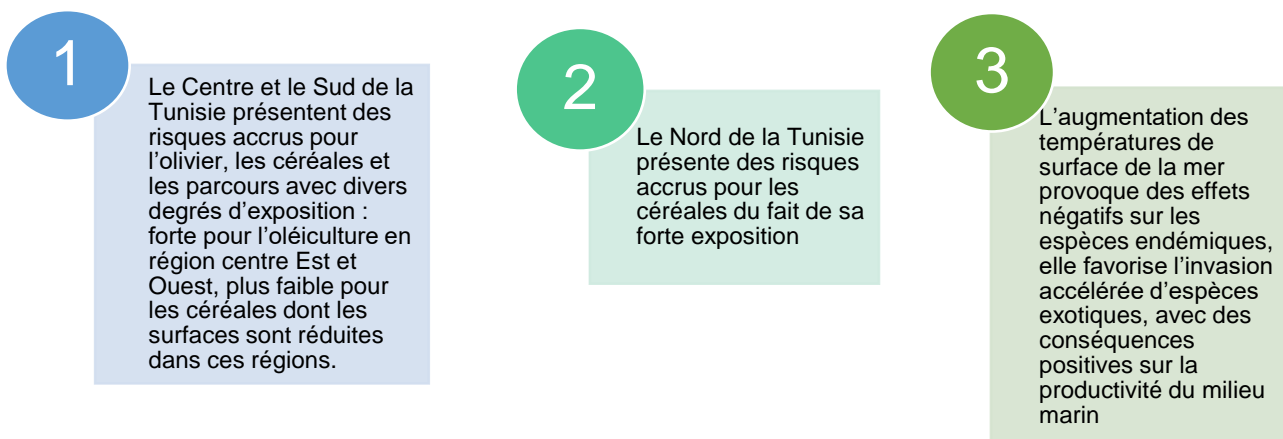 1
Le Centre et le Sud de la
Tunisie présentent des
risques accrus pour
l'olivier, les céréales et
les parcours avec divers
degrés d'exposition :
forte pour l'oléiculture en
région centre Est et
Ouest, plus faible pour
les céréales dont les
surfaces sont réduites
dans ces régions.
2
Le Nord de la Tunisie
présente des risques
accrus pour les
céréales du fait de sa
forte exposition
3
L'augmentation des
températures de
surface de la mer
provoque des effets
négatifs sur les
espèces endémiques,
elle favorise l'invasion
accélérée d'espèces
exotiques, avec des
conséquences
positives sur la
productivité du milieu
marin